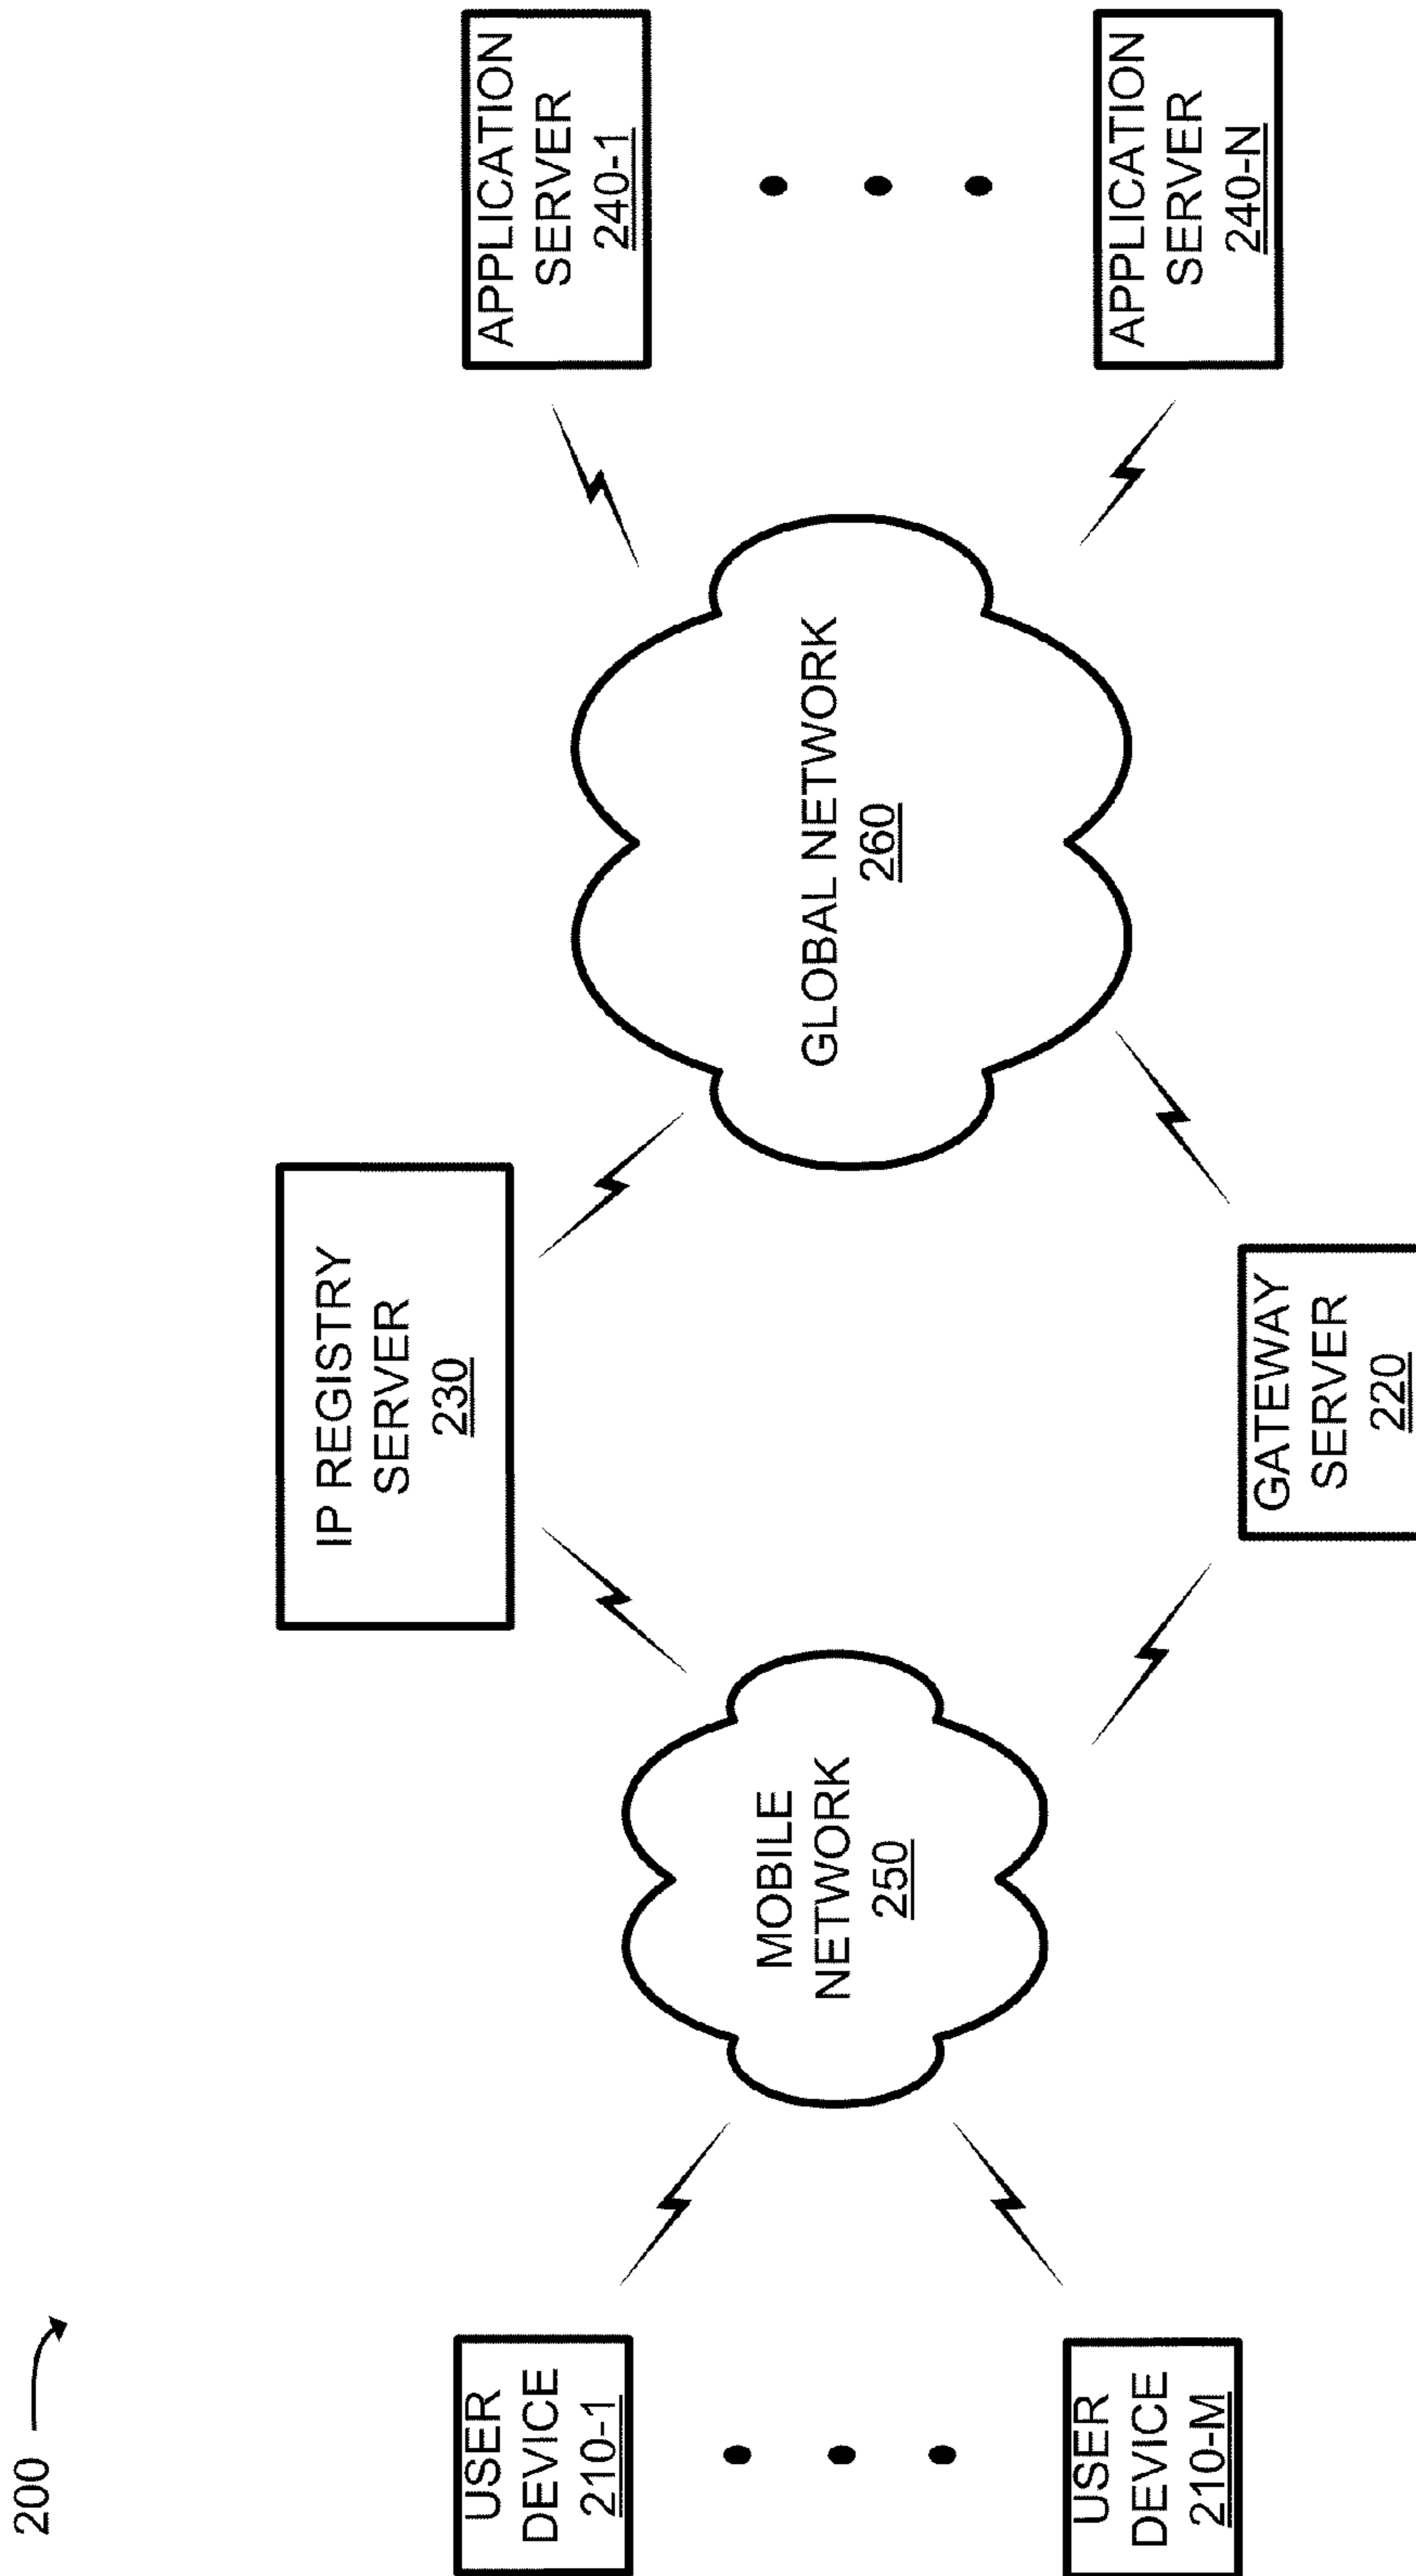 200
USER
DEVICE
210-1
USER
DEVICE
210-M
MOBILE
NETWORK
250
IP REGISTRY
SERVER
230
GATEWAY
SERVER
220
GLOBAL NETWORK
260
APPLICATION
SERVER
240-1
APPLICATION
SERVER
240-N